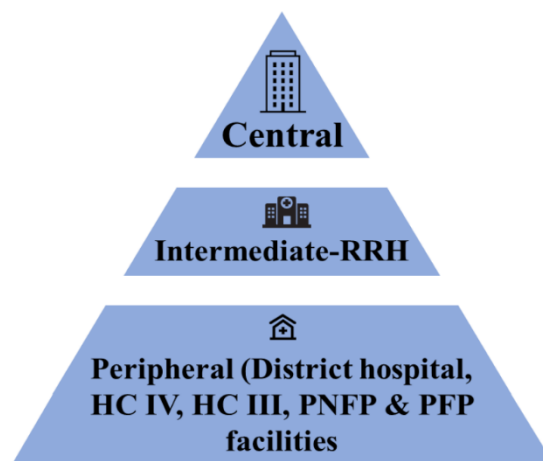 Central
Intermediate-RRH
Peripheral (District hospital,
HC IV, HC III, PNFP & PFP
facilities